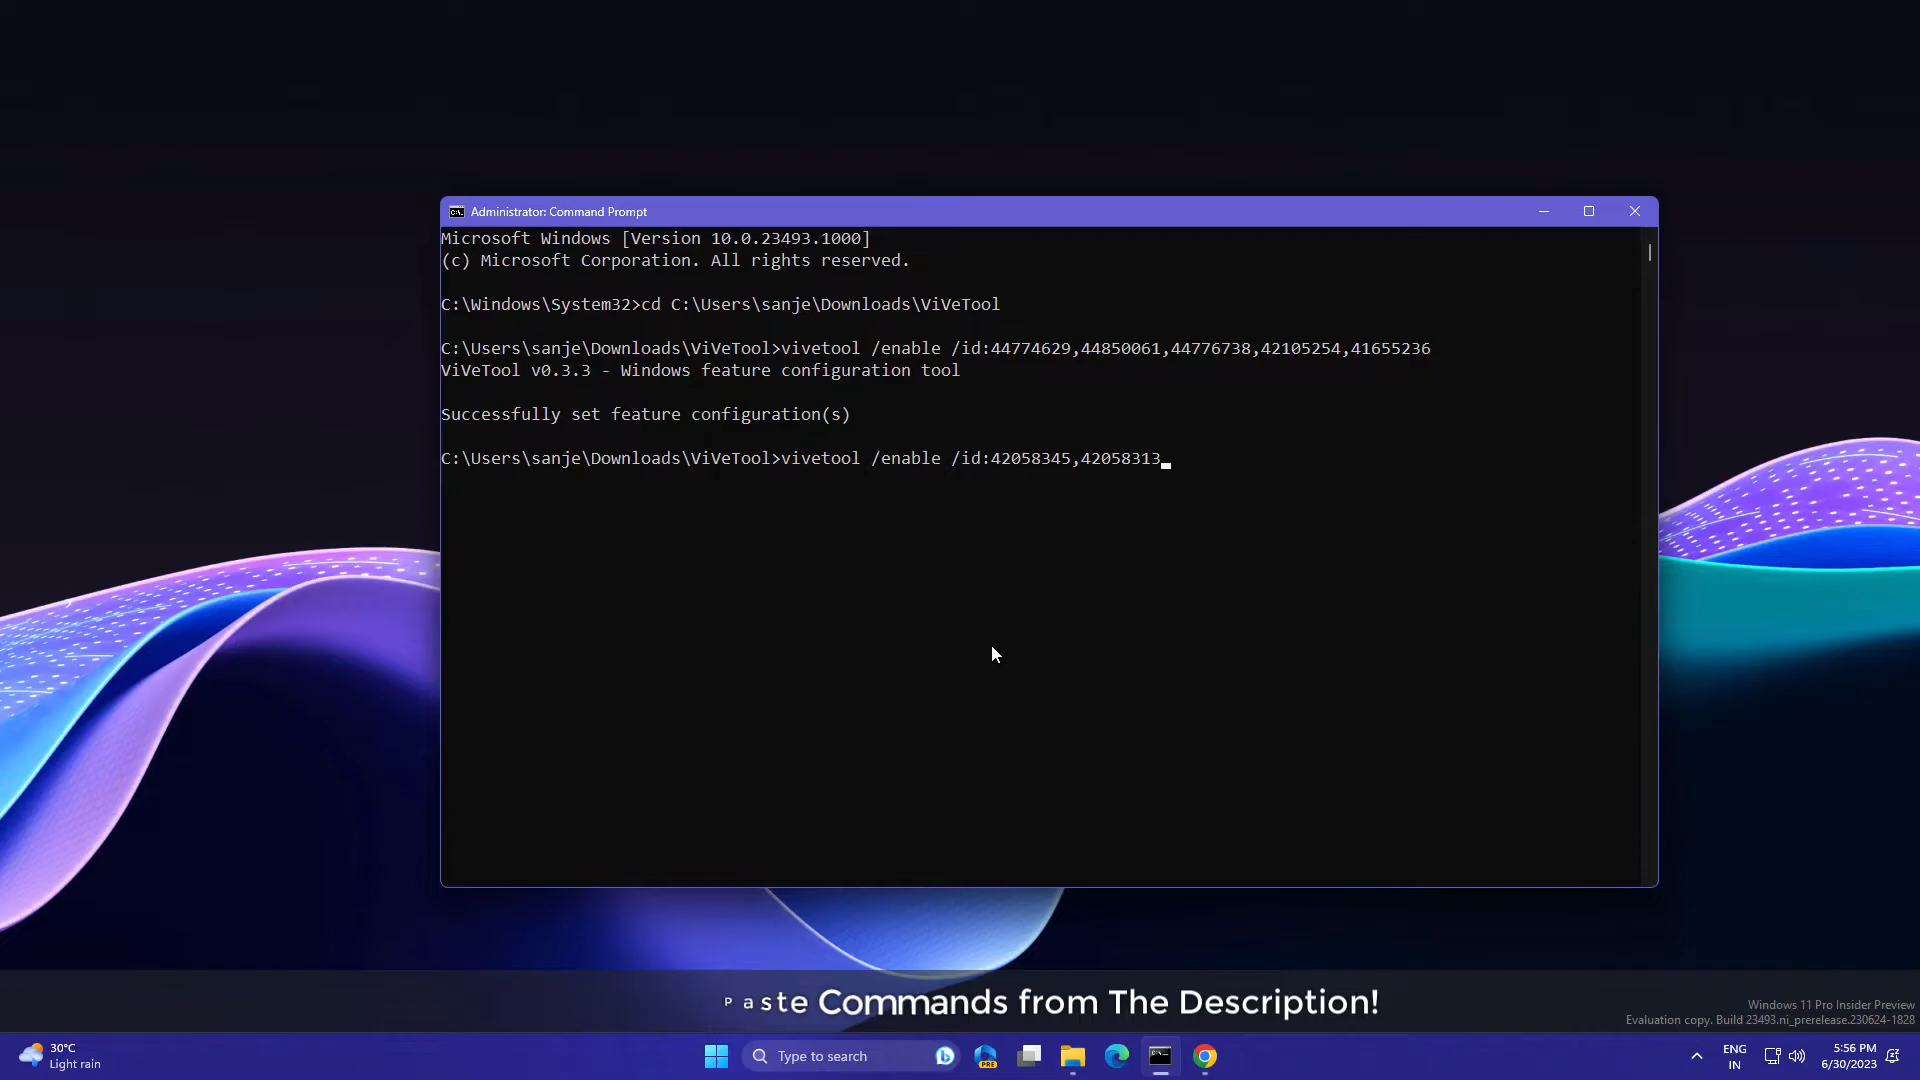 Administrator: Command Prompt
Microsoft Windows [Version 10.0.23493.1000]
(c) Microsoft Corporation. All rights reserved.
C:\Windows\System32>cd C:\Users\sanje\Downloads\ViVeTool
C:\Users\sanje\Downloads\ViVeTool>vivetool /enable /id:44774629,44850061,44776738,42105254,41655236
ViVeTool v0.3.3 - Windows feature configuration tool
Successfully set feature configuration(s)
C:\Users\sanje\Downloads\ViVeTool>vivetool /enable /id:42058345,42058313
Paste Commands from The Description!
Windows 11 Pro Insider Preview
Evaluation copy. Build 23493.ni_prerelease.230624-1828
30°C
Light rain
Type to search
PRE
ENG
IN
5:56 PM
6/30/2023